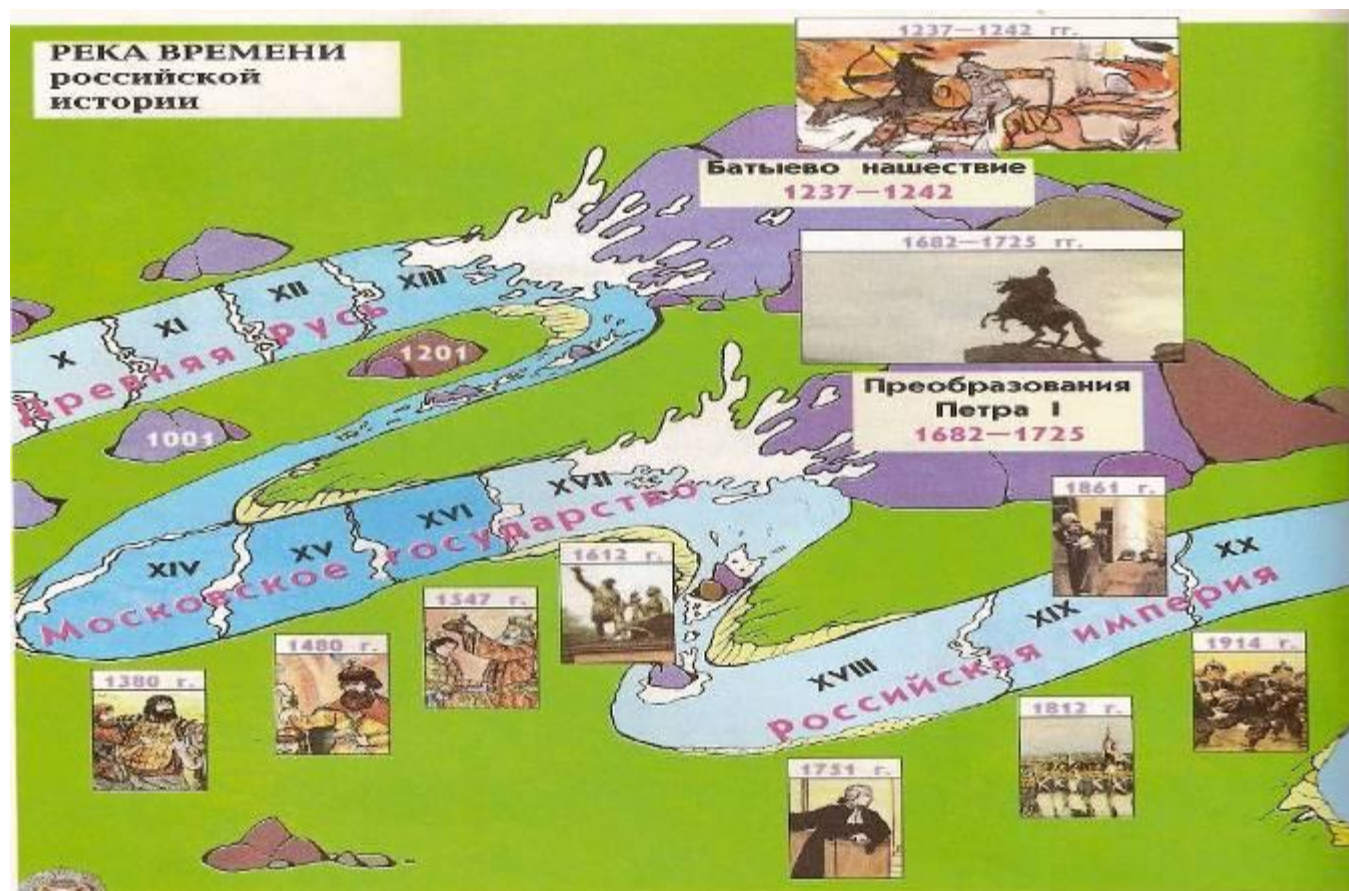 РЕКА ВРЕМЕНИ
российской
истории
1237—1242 гг.
Батыево нашествие
1237—1242
1682—1725 гг.
Преобразования
Петра I
1682—1725
X
XI
XII
XIII
Древняя Русь
1201
1001
XIV
XV
XVI
XVII
Московское государство
1380 г.
1480 г.
1547 г.
1612 г.
1861 г.
XVIII
XIX
XX
Российская империя
1751 г.
1812 г.
1914 г.